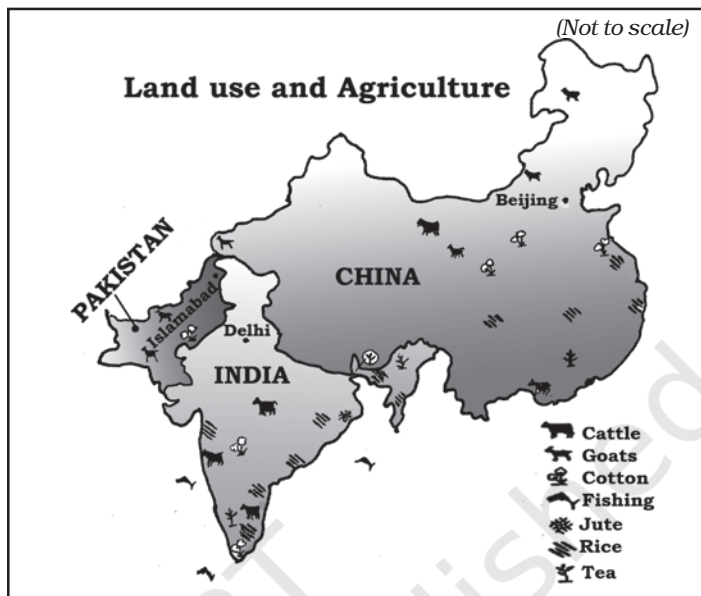 (Not to scale)
Land use and Agriculture
Beijing
PAKISTAN
Islamabad
CHINA
Delhi
INDIA
Cattle
Goats
Cotton
Fishing
Jute
Rice
Tea